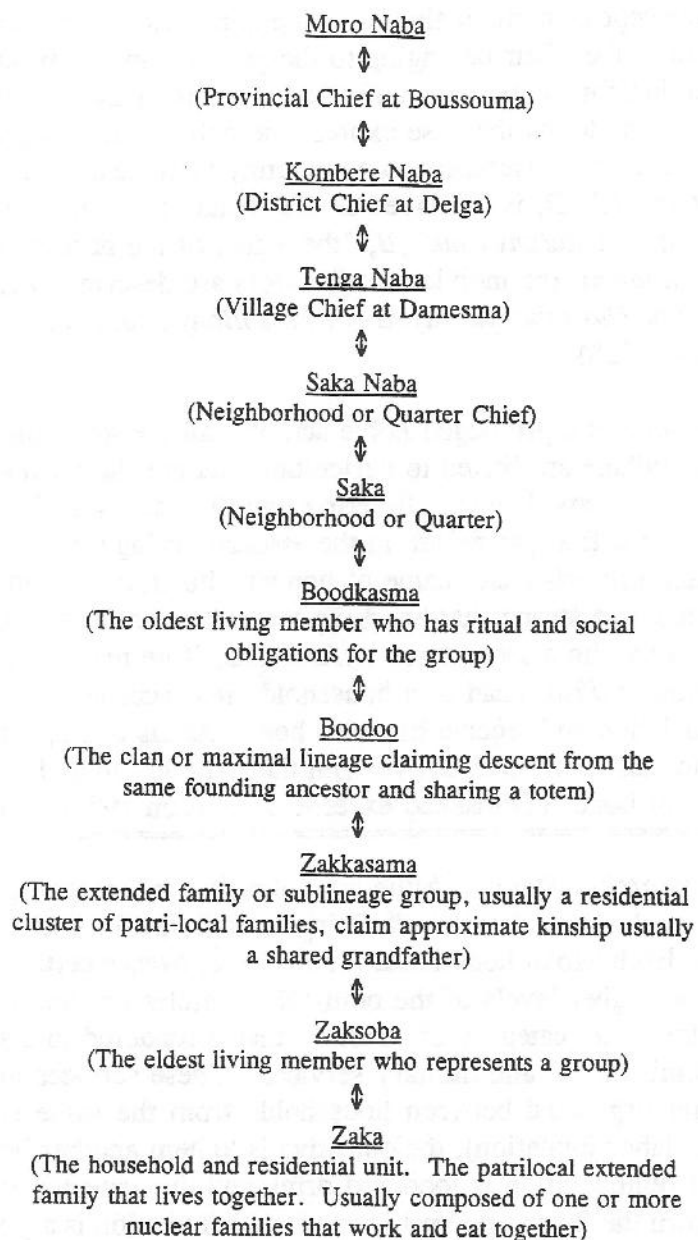 Moro Naba
(Provincial Chief at Boussouma)
Kombere Naba
(District Chief at Delga)
Tenga Naba
(Village Chief at Damesma)
Saka Naba
(Neighborhood or Quarter Chief)
Saka
(Neighborhood or Quarter)
Boodkasma
(The oldest living member who has ritual and social
obligations for the group)
Boodoo
(The clan or maximal lineage claiming descent from the
same founding ancestor and sharing a totem)
Zakkasama
(The extended family or sublineage group, usually a residential
cluster of patri-local families, claim approximate kinship usually
a shared grandfather)
Zaksoba
(The eldest living member who represents a group)
Zaka
(The household and residential unit. The patrilocal extended
family that lives together. Usually composed of one or more
nuclear families that work and eat together)